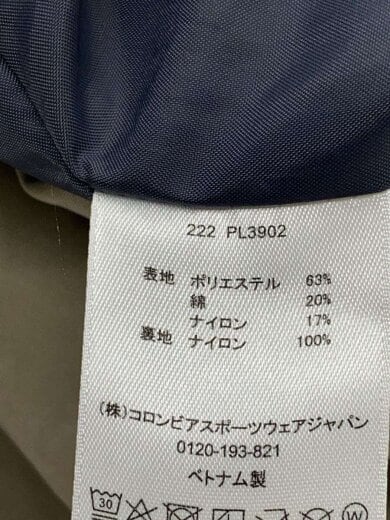 222 PL3902
表地 ポリエステル 63%
綿 20%
ナイロン 17%
裏地 ナイロン 100%
(株)コロンビアスポーツウェアジャパン
0120-193-821
ベトナム製
30 W